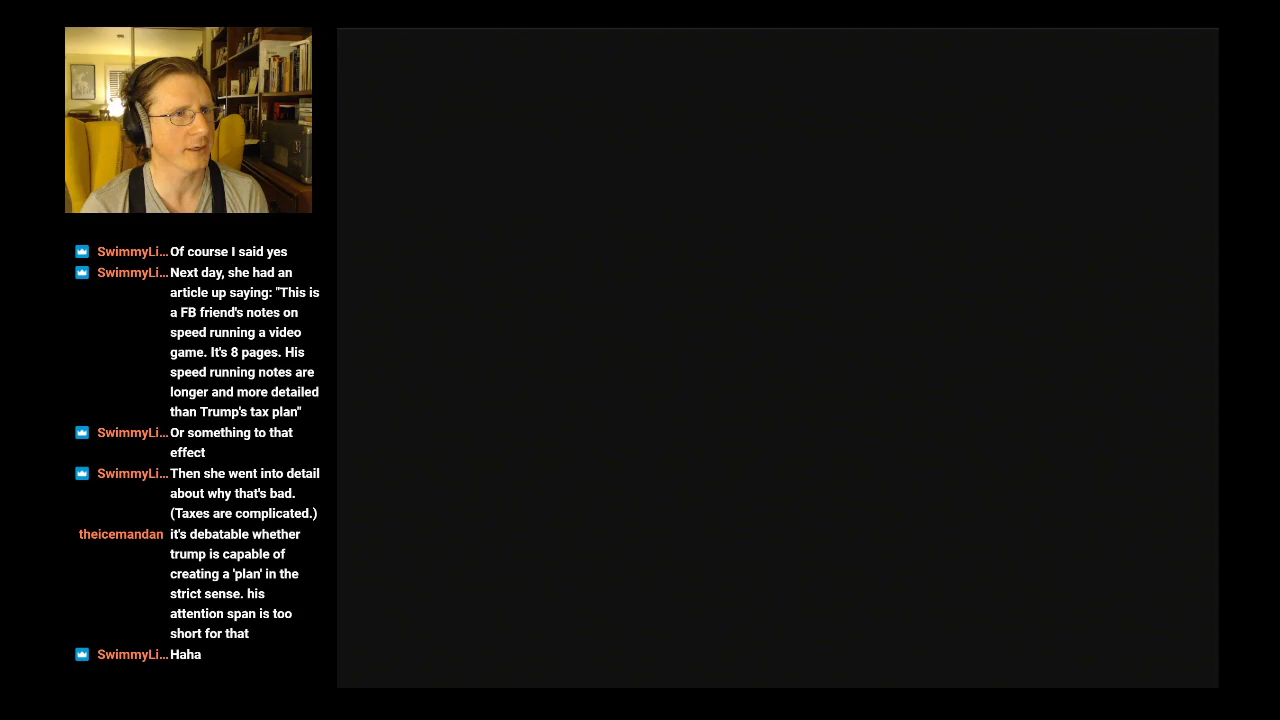 SwimmyLi... Of course I said yes
SwimmyLi... Next day, she had an
article up saying: "This is
a FB friend's notes on
speed running a video
game. It's 8 pages. His
speed running notes are
longer and more detailed
than Trump's tax plan"
SwimmyLi... Or something to that
effect
SwimmyLi... Then she went into detail
about why that's bad.
(Taxes are complicated.)
theicemandan it's debatable whether
trump is capable of
creating a 'plan' in the
strict sense. his
attention span is too
short for that
SwimmyLi... Haha